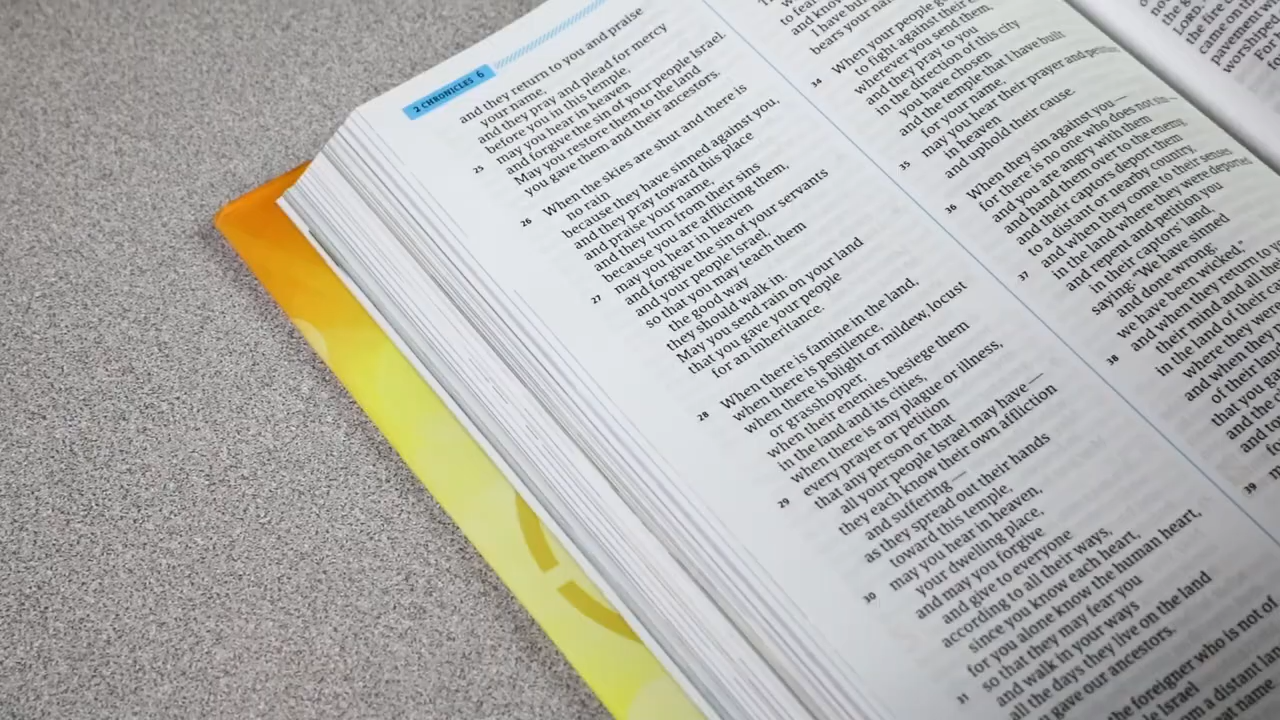 2 CHRONICLES 6
and they return to you and praise
your name,
and they pray and plead for mercy
before you in this temple,
25 may you hear in heaven
and forgive the sin of your people Israel.
May you restore them to the land
you gave them and their ancestors.
26 When the skies are shut and there is
no rain
because they have sinned against you,
and they pray toward this place
and praise your name,
and they turn from their sins
because you are afflicting them,
27 may you hear in heaven
and forgive the sin of your servants
and your people Israel,
so that you may teach them
the good way
they should walk in.
May you send rain on your land
that you gave your people
for an inheritance.
28 When there is famine in the land,
when there is pestilence,
when there is blight or mildew, locust
or grasshopper,
when their enemies besiege them
in the land and its cities,
when there is any plague or illness,
29 every prayer or petition
that any person or that
all your people Israel may have —
they each know their own affliction
and suffering —
as they spread out their hands
toward this temple,
30 may you hear in heaven,
your dwelling place,
and may you forgive
and give to everyone
according to all their ways,
since you know each heart,
for you alone know the human heart,
31 so that they may fear you
and walk in your ways
all the days they live on the land
gave our ancestors.
the foreigner who is not of
Israel
a distant
name
to fear
and know
I have
bears your
34 When your people
to fight against their
wherever you send them,
and they pray to you
in the direction of this city
you have chosen
and the temple that I have built
for your name,
35 may you hear their prayer and petition
in heaven
and uphold their cause.
36 When they sin against you —
for there is no one who does not sin —
and you are angry with them
and hand them over to the enemy,
and their captors deport them
to a distant or nearby country,
37 and when they come to their senses
in the land where they were deported
and repent and petition you
in their captors' land,
saying: "We have sinned
and done wrong;
we have been wicked,"
38 and when they return to
their mind and all
in the land of their
where they were
and when they
of their land
that you
and
39
LORD.
the fire
came
pavement
worshiped
For